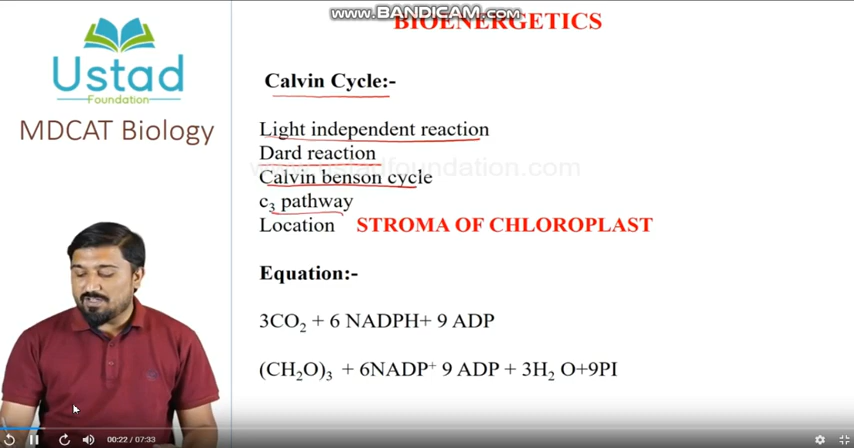 www.BANDICAM.com
BIOENERGETICS
Ustad
Foundation
MDCAT Biology
Calvin Cycle:-
Light independent reaction
Dard reaction
Calvin benson cycle
c₃ pathway
Location STROMA OF CHLOROPLAST
Equation:-
3CO₂ + 6 NADPH+ 9 ADP
(CH₂O)₃ + 6NADP⁺ 9 ADP + 3H₂ O+9PI
00:22 / 07:33